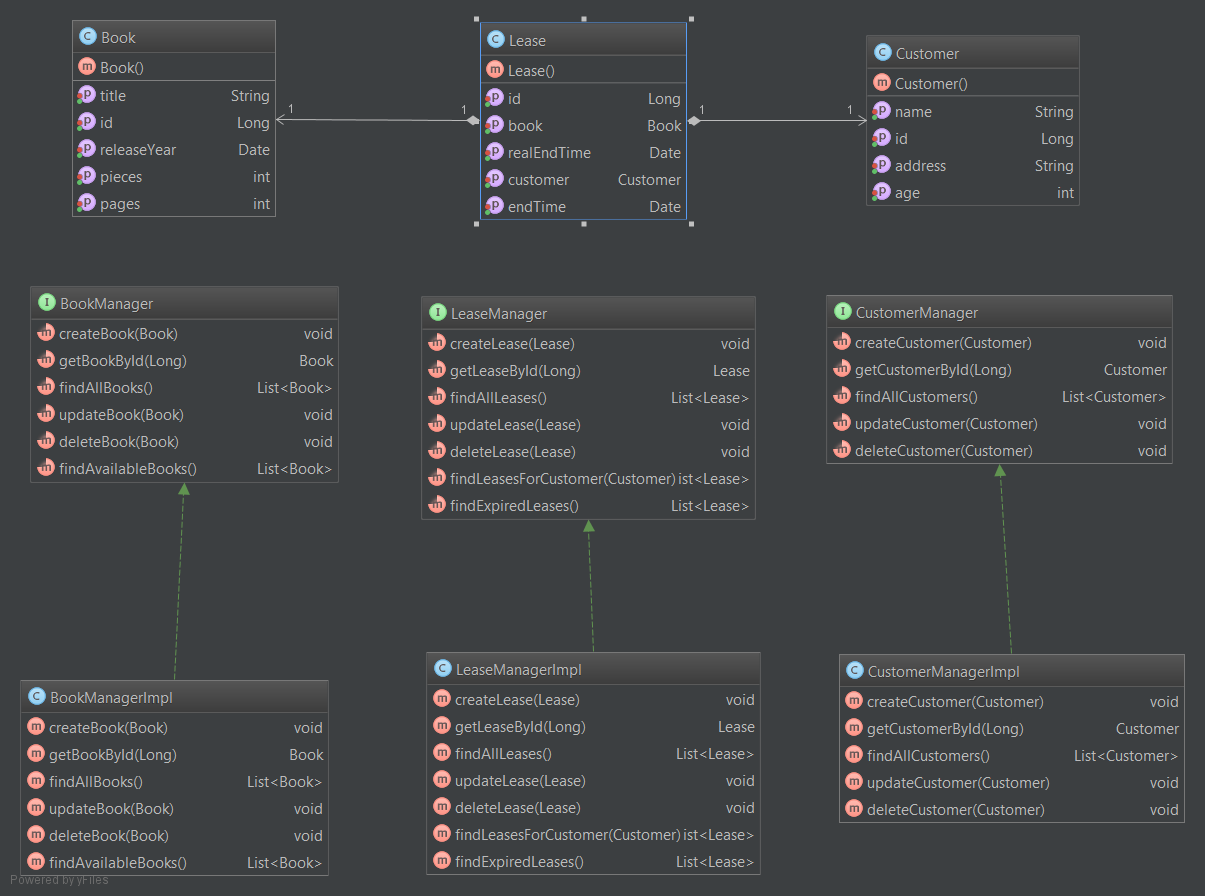 Book
Book()
title String
id Long
releaseYear Date
pieces int
pages int
1 1
Lease
Lease()
id Long
book Book
realEndTime Date
customer Customer
endTime Date
1 1
Customer
Customer()
name String
id Long
address String
age int
BookManager
createBook(Book) void
getBookById(Long) Book
findAllBooks() List<Book>
updateBook(Book) void
deleteBook(Book) void
findAvailableBooks() List<Book>
LeaseManager
createLease(Lease) void
getLeaseById(Long) Lease
findAllLeases() List<Lease>
updateLease(Lease) void
deleteLease(Lease) void
findLeasesForCustomer(Customer) ist<Lease>
findExpiredLeases() List<Lease>
CustomerManager
createCustomer(Customer) void
getCustomerById(Long) Customer
findAllCustomers() List<Customer>
updateCustomer(Customer) void
deleteCustomer(Customer) void
BookManagerImpl
createBook(Book) void
getBookById(Long) Book
findAllBooks() List<Book>
updateBook(Book) void
deleteBook(Book) void
findAvailableBooks() List<Book>
LeaseManagerImpl
createLease(Lease) void
getLeaseById(Long) Lease
findAllLeases() List<Lease>
updateLease(Lease) void
deleteLease(Lease) void
findLeasesForCustomer(Customer) ist<Lease>
findExpiredLeases() List<Lease>
CustomerManagerImpl
createCustomer(Customer) void
getCustomerById(Long) Customer
findAllCustomers() List<Customer>
updateCustomer(Customer) void
deleteCustomer(Customer) void
Powered by yFiles